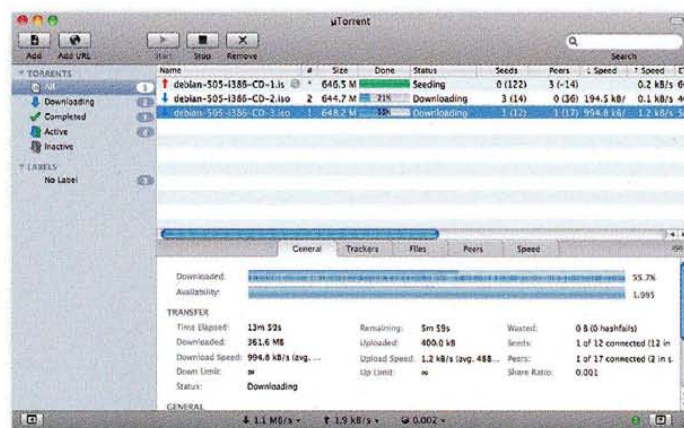 µTorrent
Add Add URL Start Stop Remove Search
TORRENTS
All
Downloading
Completed
Active
Inactive
LABELS
No Label
Name # Size Done Status Seeds Peers ↓ Speed ↑ Speed
debian-505-i386-CD-1.is * 646.5 M Seeding 0 (122) 3 (-14) 0.2 kB/s
debian-505-i386-CD-2.iso 2 644.7 M 21% Downloading 3 (14) 0 (36) 194.5 kB/ 0.1 kB/s
debian-505-i386-CD-3.iso 1 648.2 M Downloading 1 (12) 1 (17) 994.8 kB/ 1.2 kB/s
General Trackers Files Peers Speed
Downloaded: 55.7%
Availability: 1.995
TRANSFER
Time Elapsed: 13m 59s Remaining: 5m 59s Wasted: 0 B (0 hashfails)
Downloaded: 361.6 MB Uploaded: 400.0 kB Seeds: 1 of 12 connected (12 in
Download Speed: 994.8 kB/s (avg. ... Upload Speed: 1.2 kB/s (avg. 488... Peers: 1 of 17 connected (2 in s
Down Limit: ∞ Up Limit: ∞ Share Ratio: 0.001
Status: Downloading
GENERAL
↓ 1.1 MB/s ↑ 1.9 kB/s 0.002